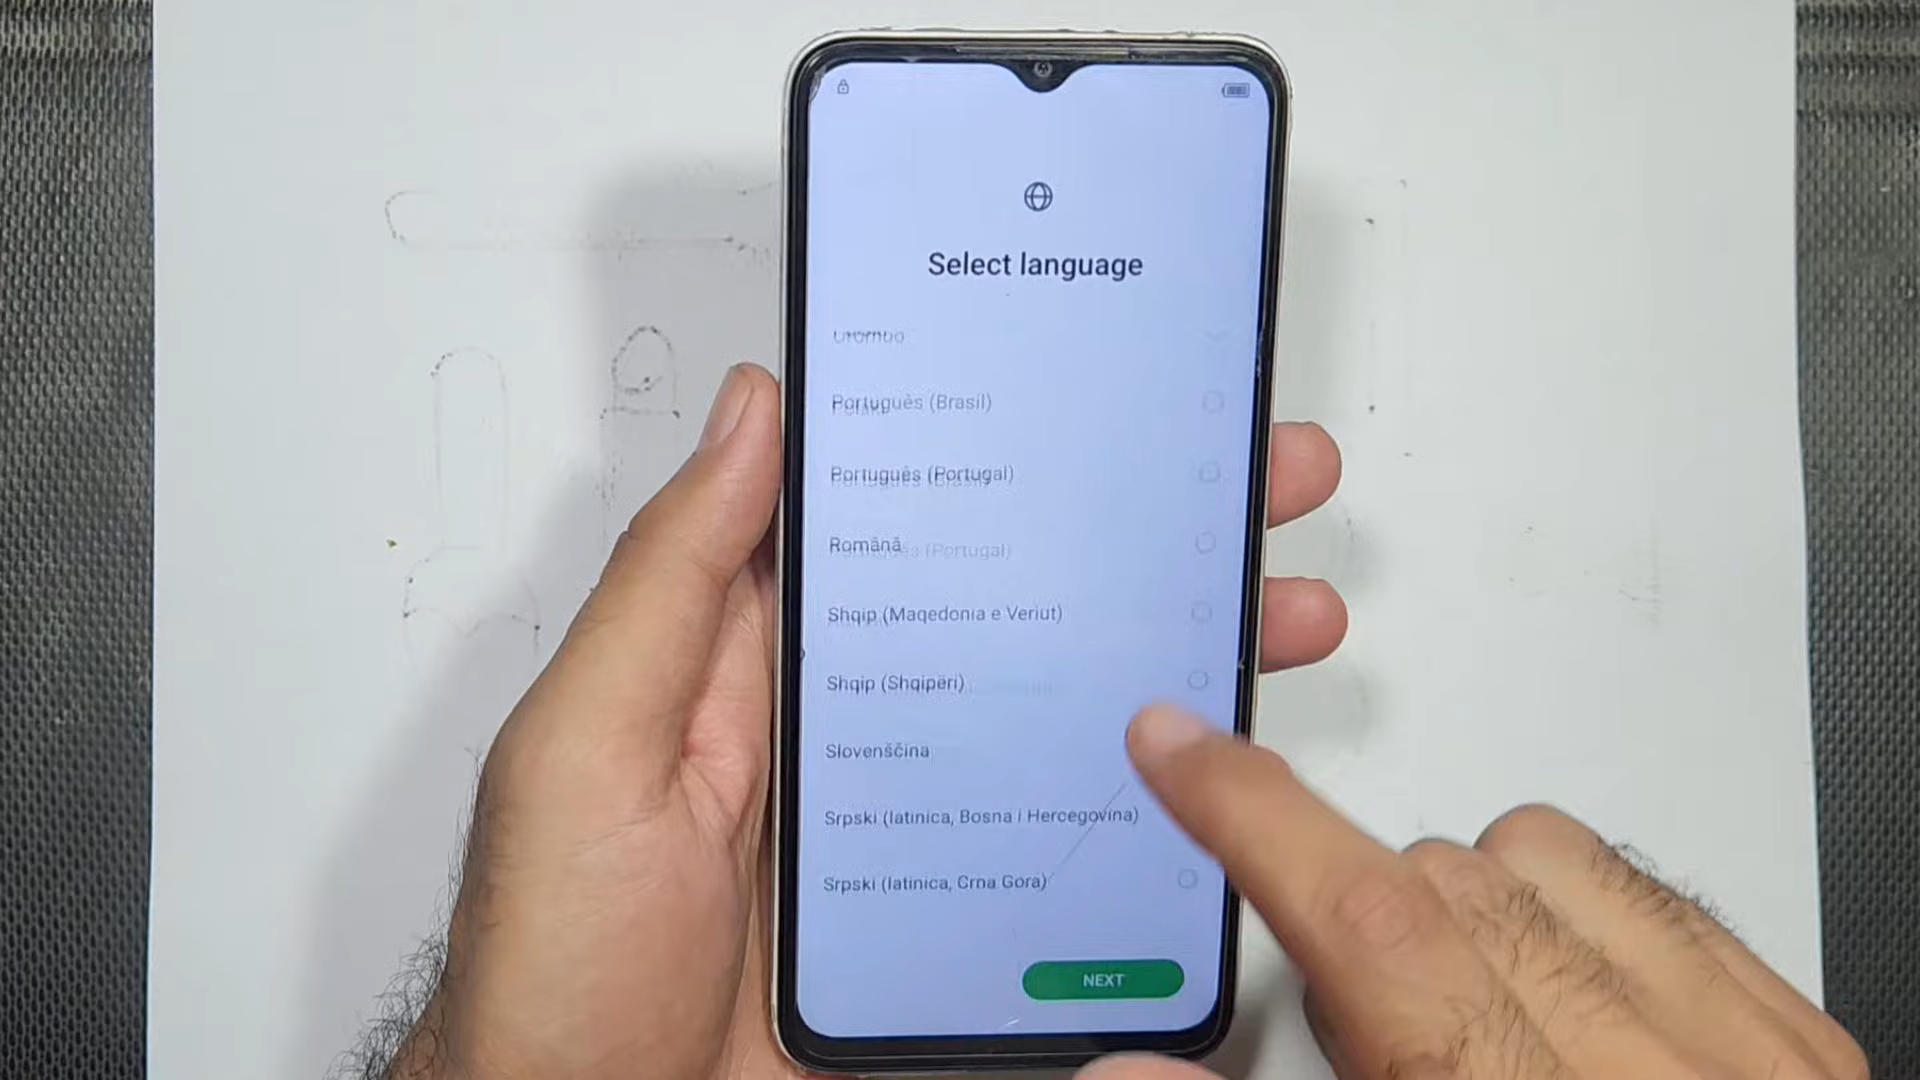 Select language
Português (Brasil)
Português (Portugal)
Română
Shqip (Maqedonia e Veriut)
Shqip (Shqipëri)
Slovenščina
Srpski (latinica, Bosna i Hercegovina)
Srpski (latinica, Crna Gora)
NEXT